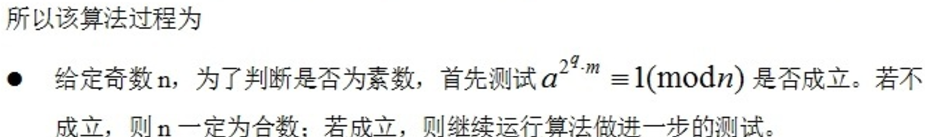 所以该算法过程为
● 给定奇数 n，为了判断是否为素数，首先测试 $a^{2^q \cdot m} \equiv 1(\mathrm{mod}n)$ 是否成立。若不
成立，则 n 一定为合数；若成立，则继续运行算法做进一步的测试。